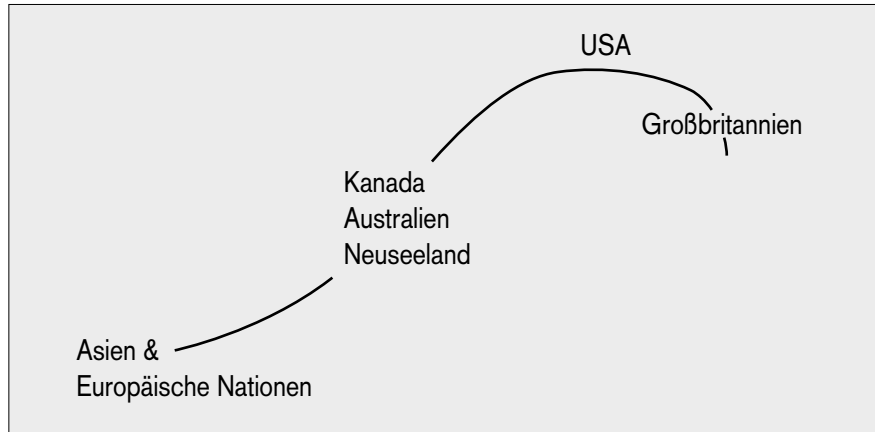 USA
Großbritannien
Kanada
Australien
Neuseeland
Asien &
Europäische Nationen